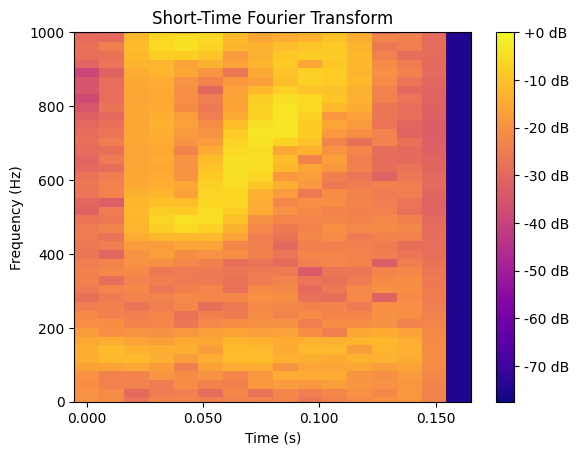 Short-Time Fourier Transform
1000
800
600
400
200
0
Frequency (Hz)
0.000
0.050
0.100
0.150
Time (s)
+0 dB
-10 dB
-20 dB
-30 dB
-40 dB
-50 dB
-60 dB
-70 dB